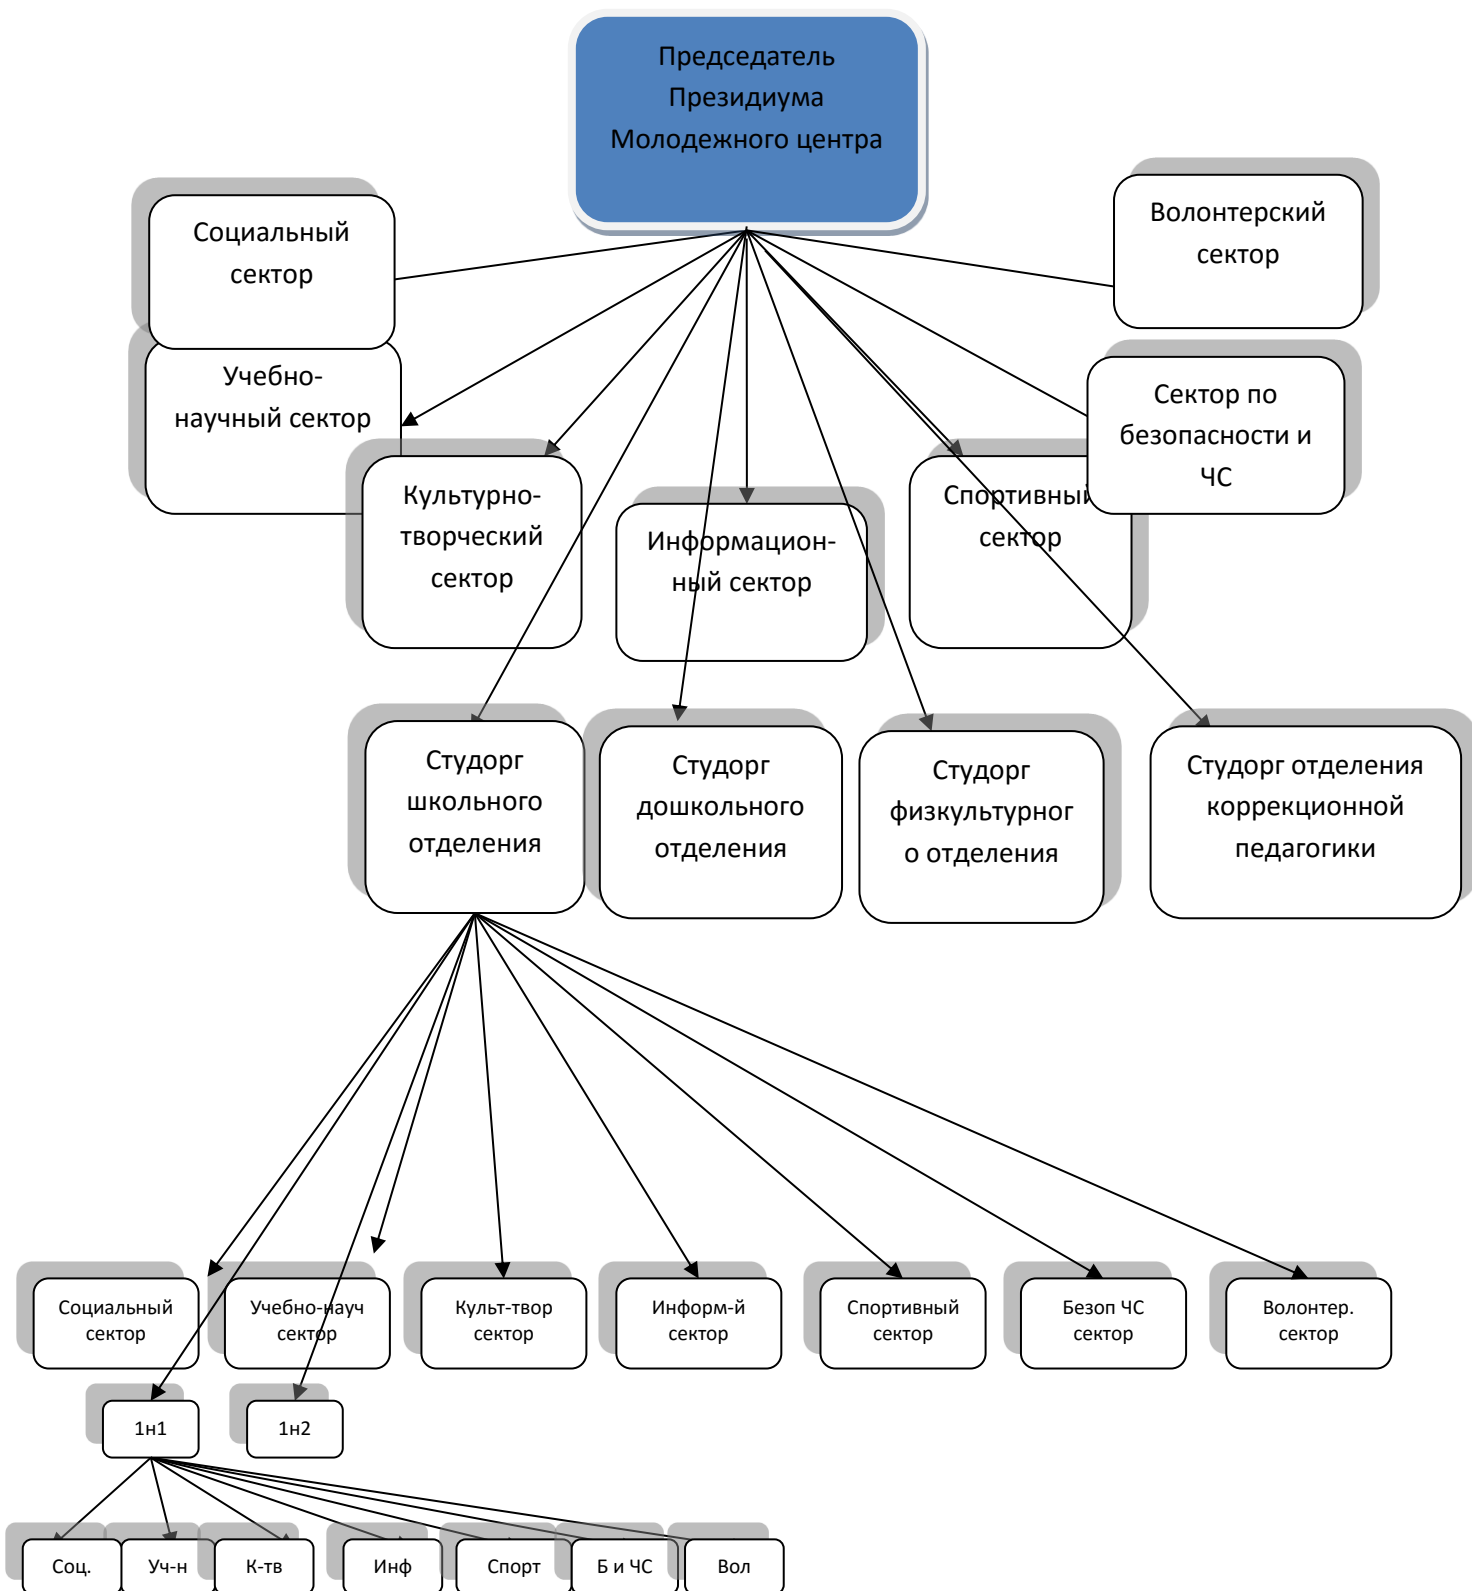 Председатель
Президиума
Молодежного центра
Социальный
сектор
Волонтерский
сектор
Учебно-
научный сектор
Сектор по
безопасности и
ЧС
Культурно-
творческий
сектор
Информацион-
ный сектор
Спортивный
сектор
Студорг
школьного
отделения
Студорг
дошкольного
отделения
Студорг
физкультурног
о отделения
Студорг отделения
коррекционной
педагогики
Социальный
сектор
Учебно-науч
сектор
Культ-твор
сектор
Информ-й
сектор
Спортивный
сектор
Безоп ЧС
сектор
Волонтер.
сектор
1н1
1н2
Соц.
Уч-н
К-тв
Инф
Спорт
Б и ЧС
Вол